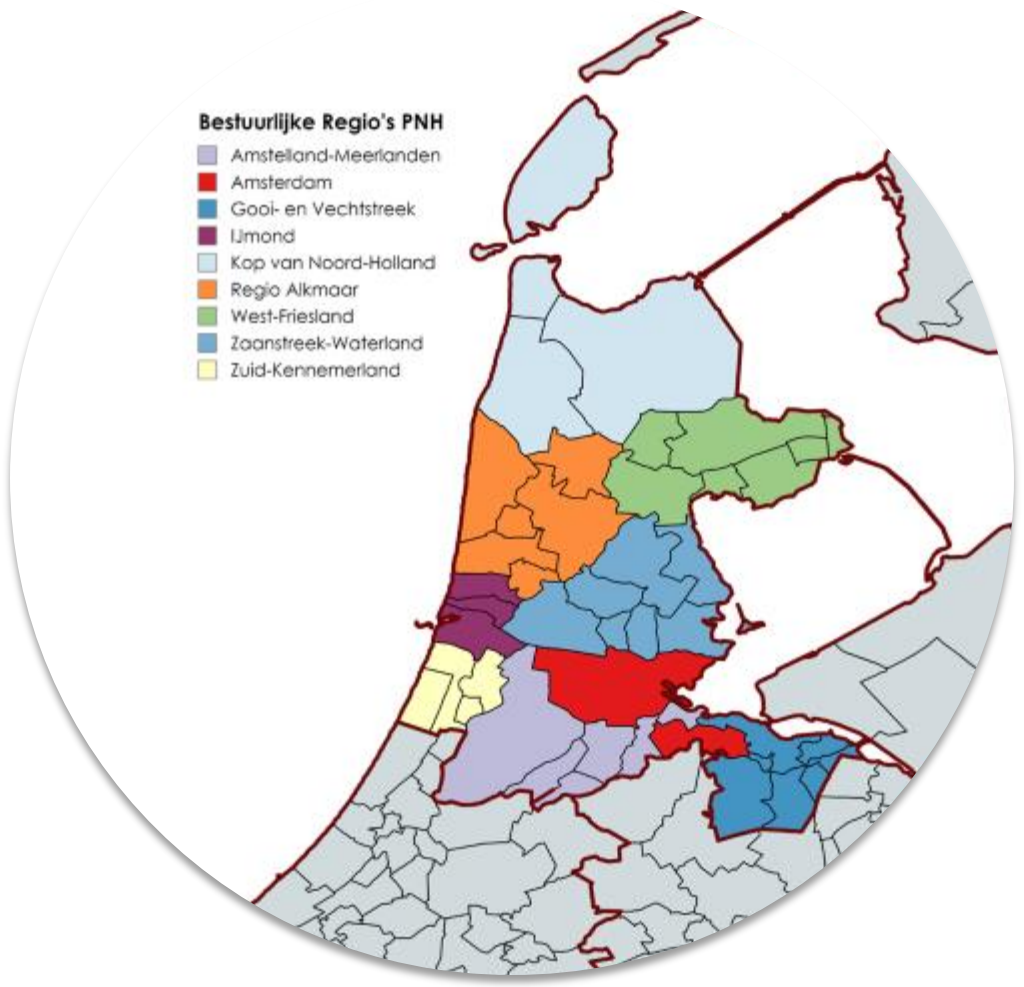 Bestuurlijke Regio's PNH
Amstelland-Meerlanden
Amsterdam
Gooi- en Vechtstreek
IJmond
Kop van Noord-Holland
Regio Alkmaar
West-Friesland
Zaanstreek-Waterland
Zuid-Kennemerland